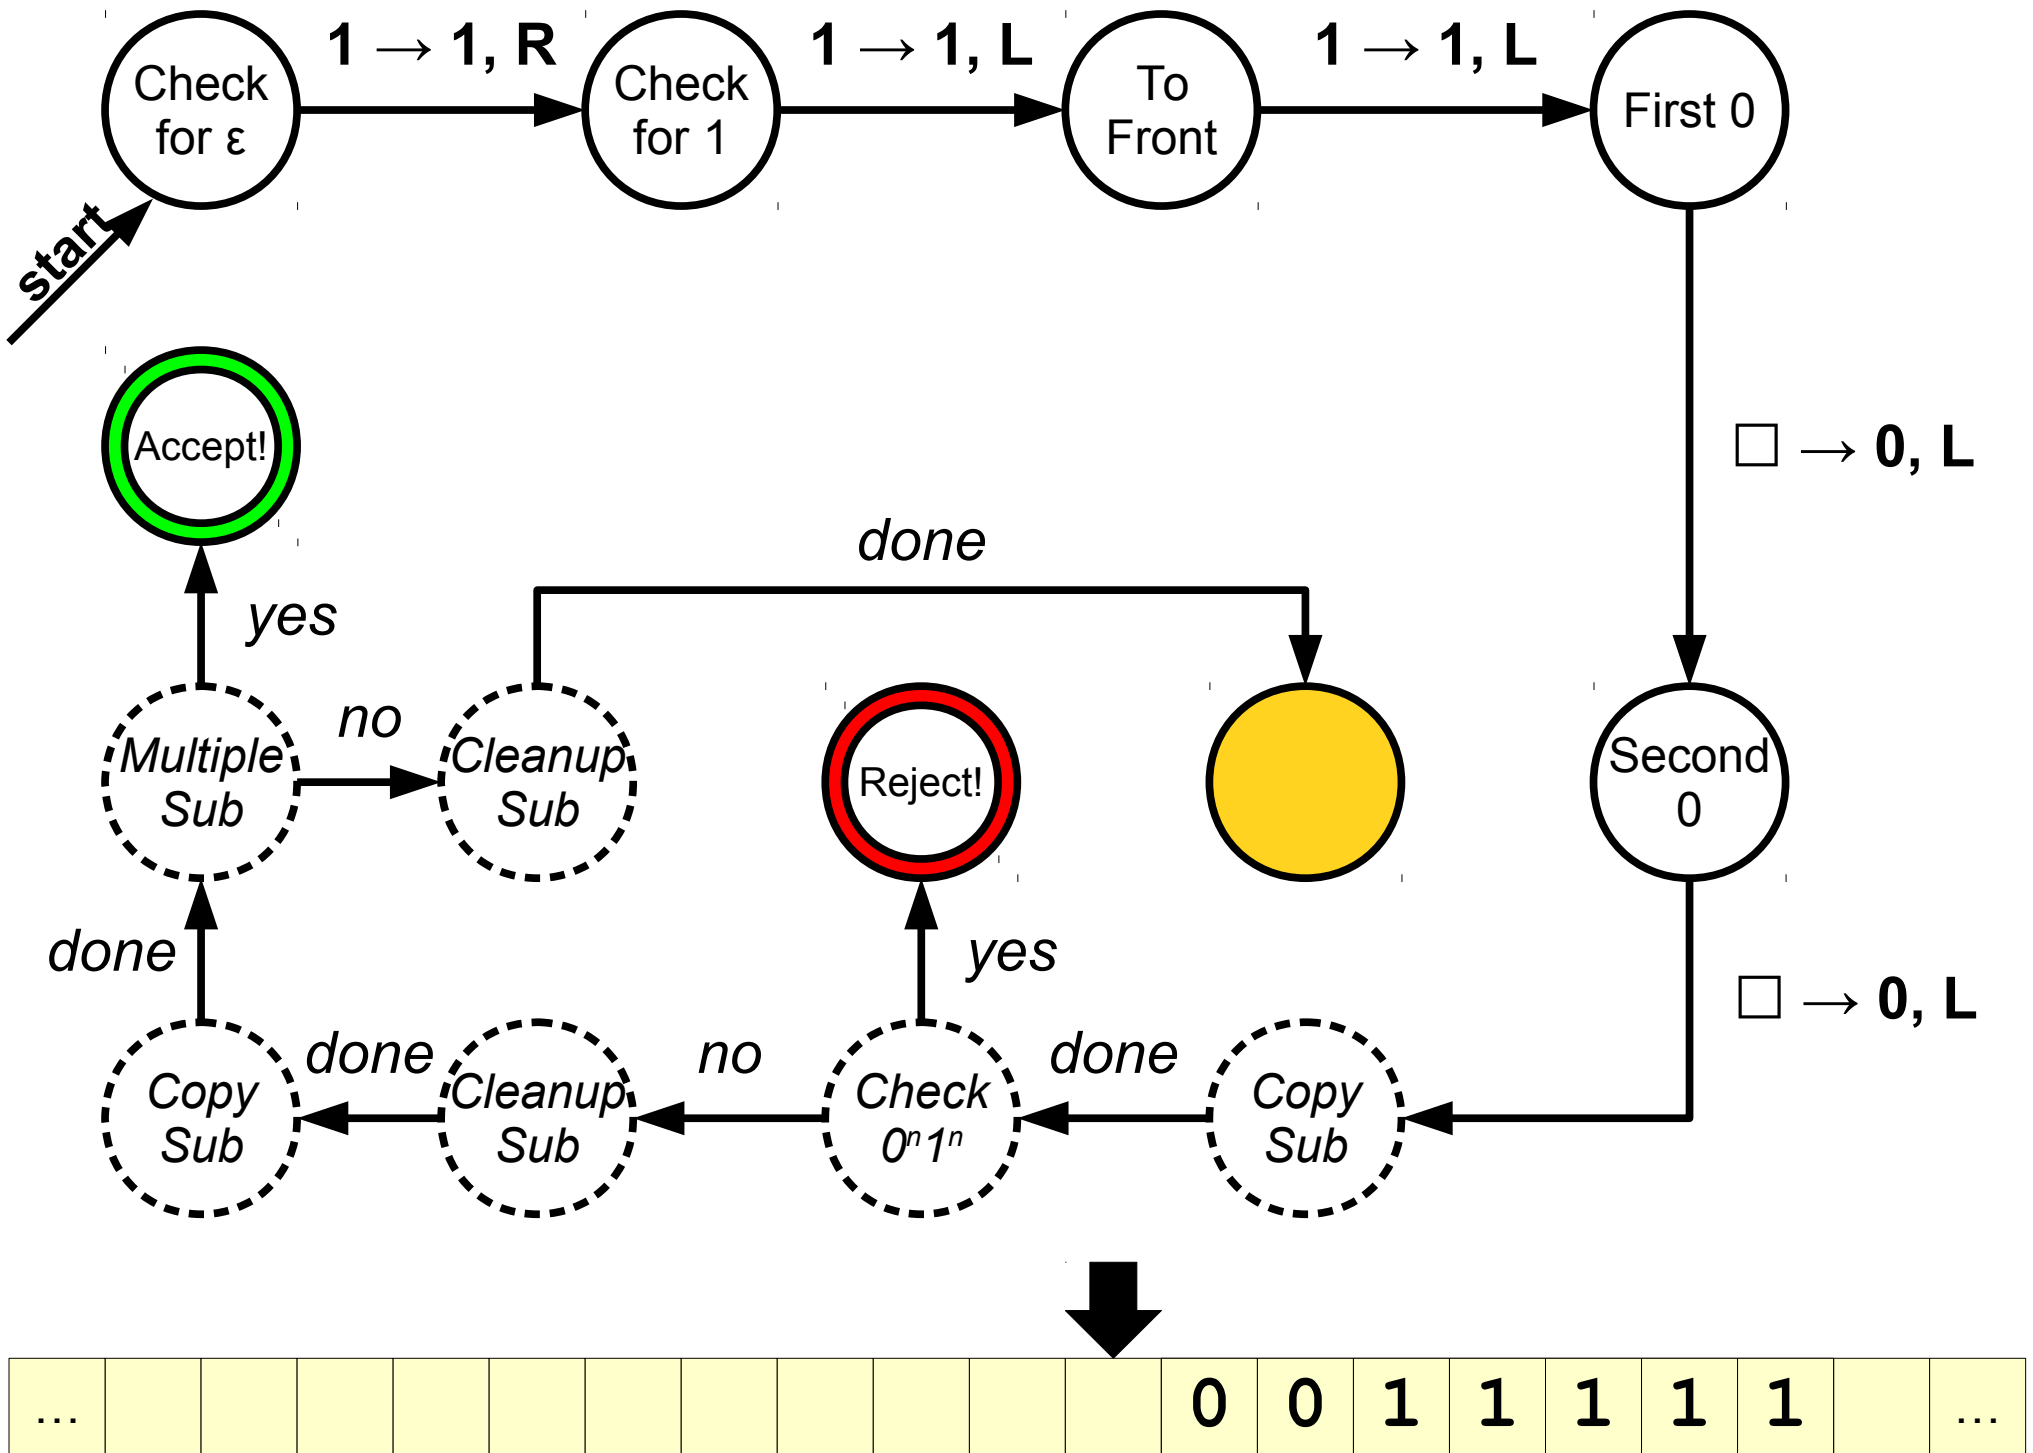 1 → 1, R
1 → 1, L
1 → 1, L
Check
for ε
Check
for 1
To
Front
First 0
start
Accept!
□ → 0, L
done
yes
no
Multiple
Sub
Cleanup
Sub
Reject!
Second
0
done
yes
□ → 0, L
done
no
done
Copy
Sub
Cleanup
Sub
Check
0ⁿ1ⁿ
Copy
Sub
… 0 0 1 1 1 1 1 …